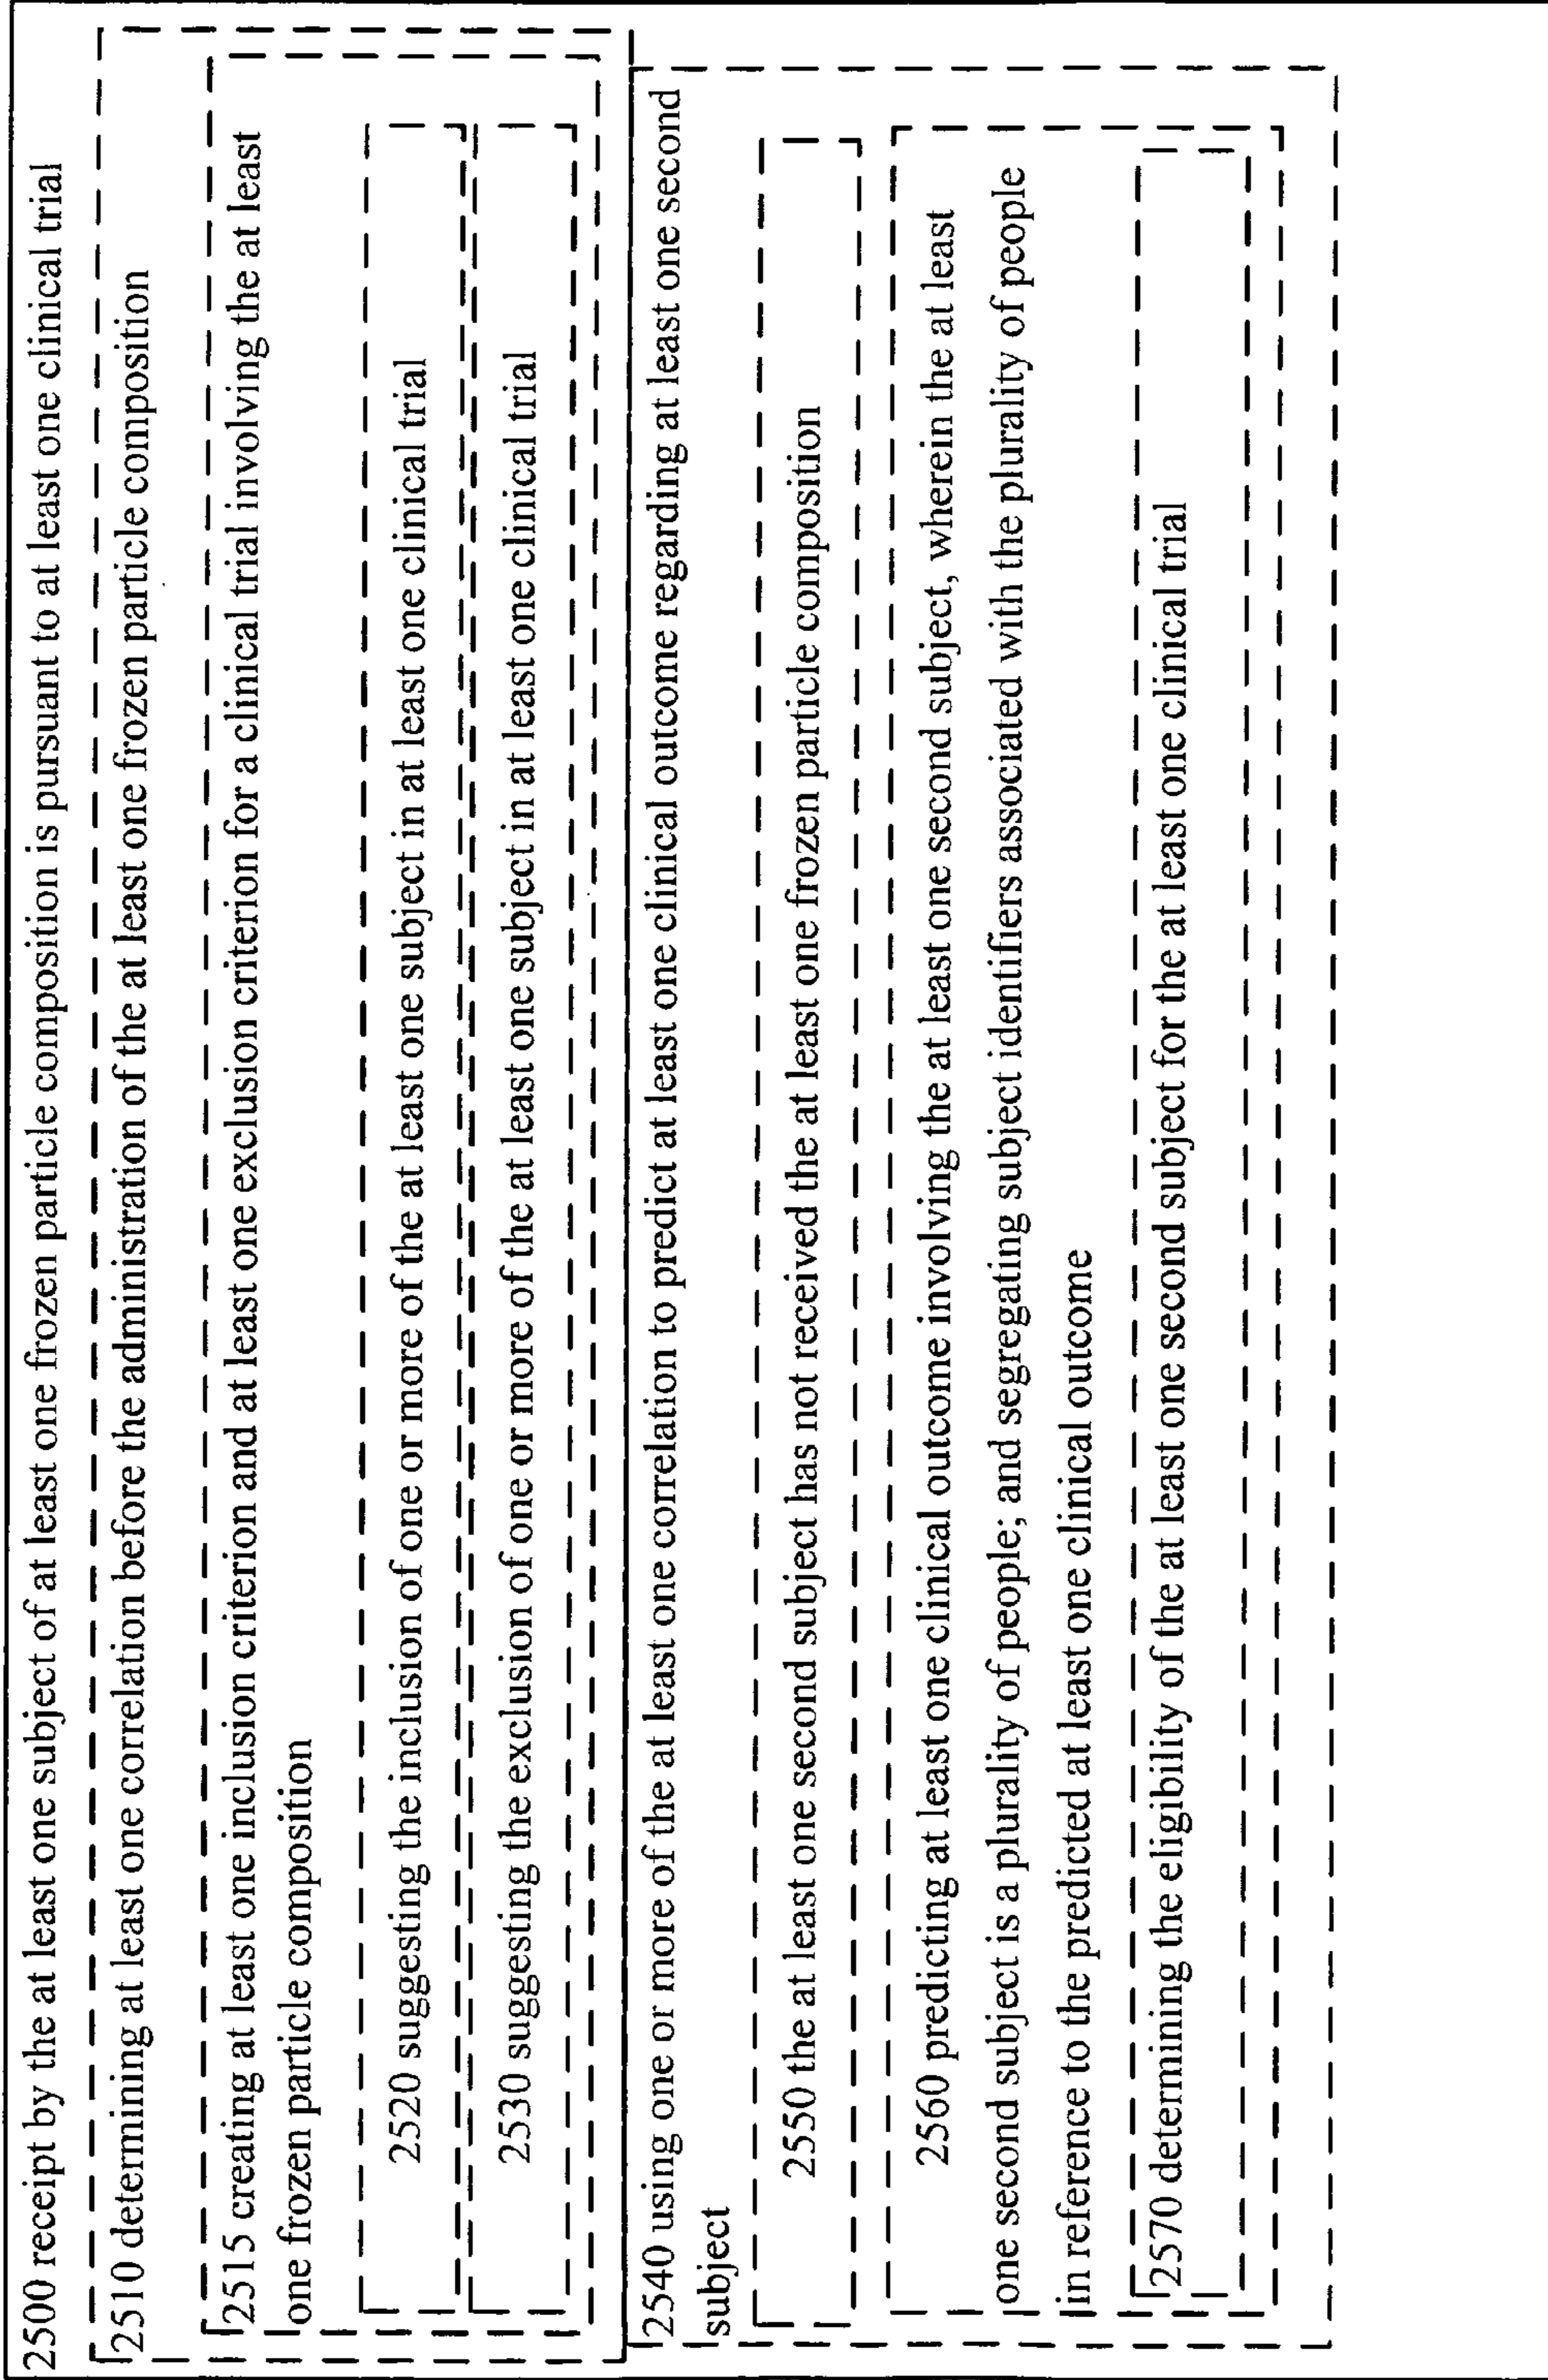 2500 receipt by the at least one subject of at least one frozen particle composition is pursuant to at least one clinical trial
2510 determining at least one correlation before the administration of the at least one frozen particle composition
2515 creating at least one inclusion criterion and at least one exclusion criterion for a clinical trial involving the at least
one frozen particle composition
2520 suggesting the inclusion of one or more of the at least one subject in at least one clinical trial
2530 suggesting the exclusion of one or more of the at least one subject in at least one clinical trial
2540 using one or more of the at least one correlation to predict at least one clinical outcome regarding at least one second
subject
2550 the at least one second subject has not received the at least one frozen particle composition
2560 predicting at least one clinical outcome involving the at least one second subject, wherein the at least
one second subject is a plurality of people; and segregating subject identifiers associated with the plurality of people
in reference to the predicted at least one clinical outcome
2570 determining the eligibility of the at least one second subject for the at least one clinical trial